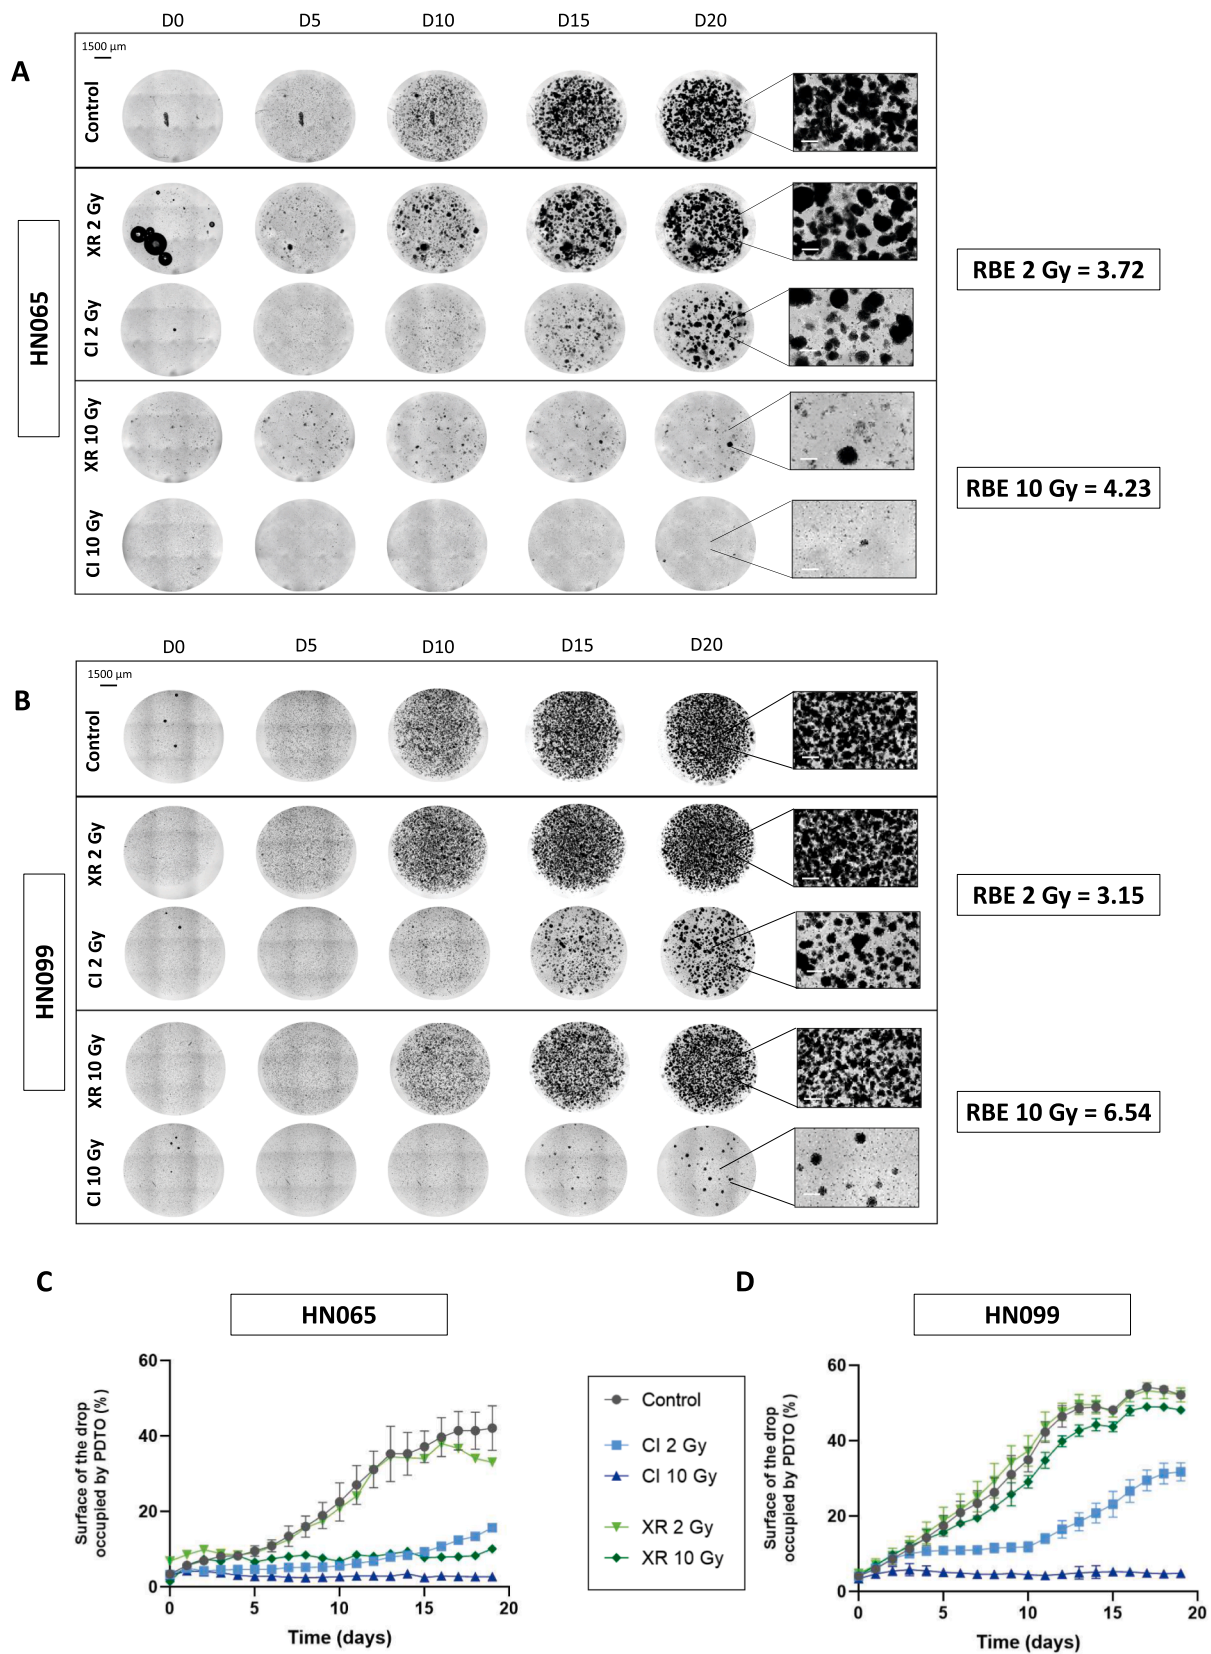 D0 D5 D10 D15 D20
A
1500 µm
Control
HN065
XR 2 Gy
CI 2 Gy
RBE 2 Gy = 3.72
XR 10 Gy
CI 10 Gy
RBE 10 Gy = 4.23
D0 D5 D10 D15 D20
B
1500 µm
Control
HN099
XR 2 Gy
CI 2 Gy
RBE 2 Gy = 3.15
XR 10 Gy
CI 10 Gy
RBE 10 Gy = 6.54
C
HN065
Surface of the drop
occupied by PDTO (%)
60
40
20
0
0 5 10 15 20
Time (days)
Control
CI 2 Gy
CI 10 Gy
XR 2 Gy
XR 10 Gy
D
HN099
Surface of the drop
occupied by PDTO (%)
60
40
20
0
0 5 10 15 20
Time (days)